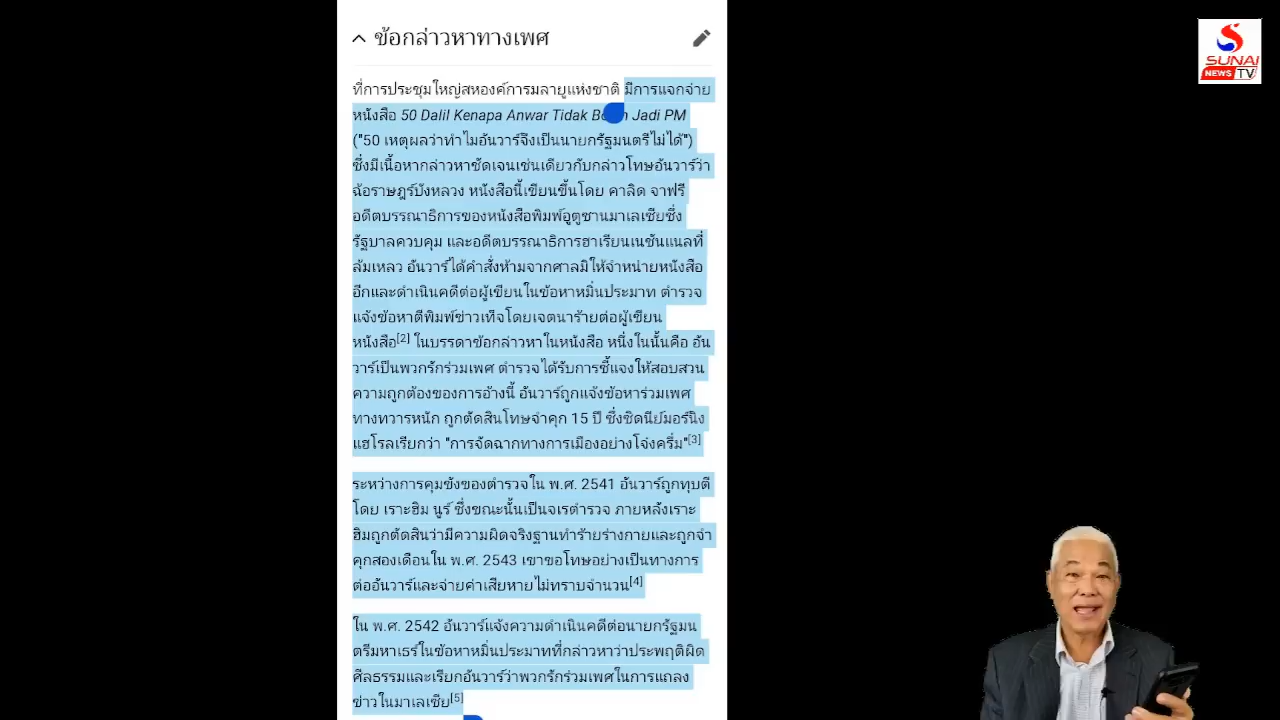 ข้อกล่าวหาทางเพศ
SUNAI
NEWS TV
ที่การประชุมใหญ่สหองค์การมลายูแห่งชาติ มีการแจกจ่าย
หนังสือ 50 Dalil Kenapa Anwar Tidak Jadi PM
("50 เหตุผลว่าทำไมอันวาร์จึงเป็นนายกรัฐมนตรีไม่ได้")
ซึ่งมีเนื้อหากล่าวหาชัดเจนเช่นเดียวกับกล่าวโทษอันวาร์ว่า
ฉ้อราษฎร์บังหลวง หนังสือนี้เขียนขึ้นโดย คาลิด จาฟรี
อดีตบรรณาธิการของหนังสือพิมพ์อูตูซานมาเลเซียซึ่ง
รัฐบาลควบคุม และอดีตบรรณาธิการฮาเรียนเนชันแนลที่
ล้มเหลว อันวาร์ได้คำสั่งห้ามจากศาลมิให้จำหน่ายหนังสือ
อีกและดำเนินคดีต่อผู้เขียนในข้อหาหมิ่นประมาท ตำรวจ
แจ้งข้อหาตีพิมพ์ข่าวเท็จโดยเจตนาร้ายต่อผู้เขียน
หนังสือ[2] ในบรรดาข้อกล่าวหาในหนังสือ หนึ่งในนั้นคือ อัน
วาร์เป็นพวกรักร่วมเพศ ตำรวจได้รับการชี้แจงให้สอบสวน
ความถูกต้องของการอ้างนี้ อันวาร์ถูกแจ้งข้อหาร่วมเพศ
ทางทวารหนัก ถูกตัดสินโทษจำคุก 15 ปี ซึ่งซิดนีย์มอร์นิง
แฮโรลเรียกว่า "การจัดฉากทางการเมืองอย่างโจ่งครึ่ม"[3]
ระหว่างการคุมขังของตำรวจใน พ.ศ. 2541 อันวาร์ถูกทุบตี
โดย เราะฮิม นูร์ ซึ่งขณะนั้นเป็นจเรตำรวจ ภายหลังเราะ
ฮิมถูกตัดสินว่ามีความผิดจริงฐานทำร้ายร่างกายและถูกจำ
คุกสองเดือนใน พ.ศ. 2543 เขาขอโทษอย่างเป็นทางการ
ต่ออันวาร์และจ่ายค่าเสียหายไม่ทราบจำนวน[4]
ใน พ.ศ. 2542 อันวาร์แจ้งความดำเนินคดีต่อนายกรัฐมน
ตรีมหาเธร์ในข้อหาหมิ่นประมาทที่กล่าวหาว่าประพฤติผิด
ศีลธรรมและเรียกอันวาร์ว่าพวกรักร่วมเพศในการแถลง
ข่าวในมาเลเซีย[5]